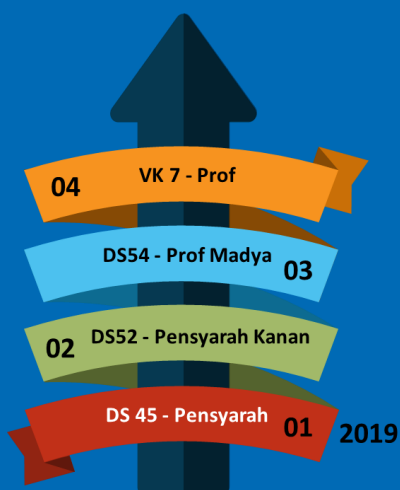 VK 7 - Prof
04
DS54 - Prof Madya
03
DS52 - Pensyarah Kanan
02
DS 45 - Pensyarah
01
2019